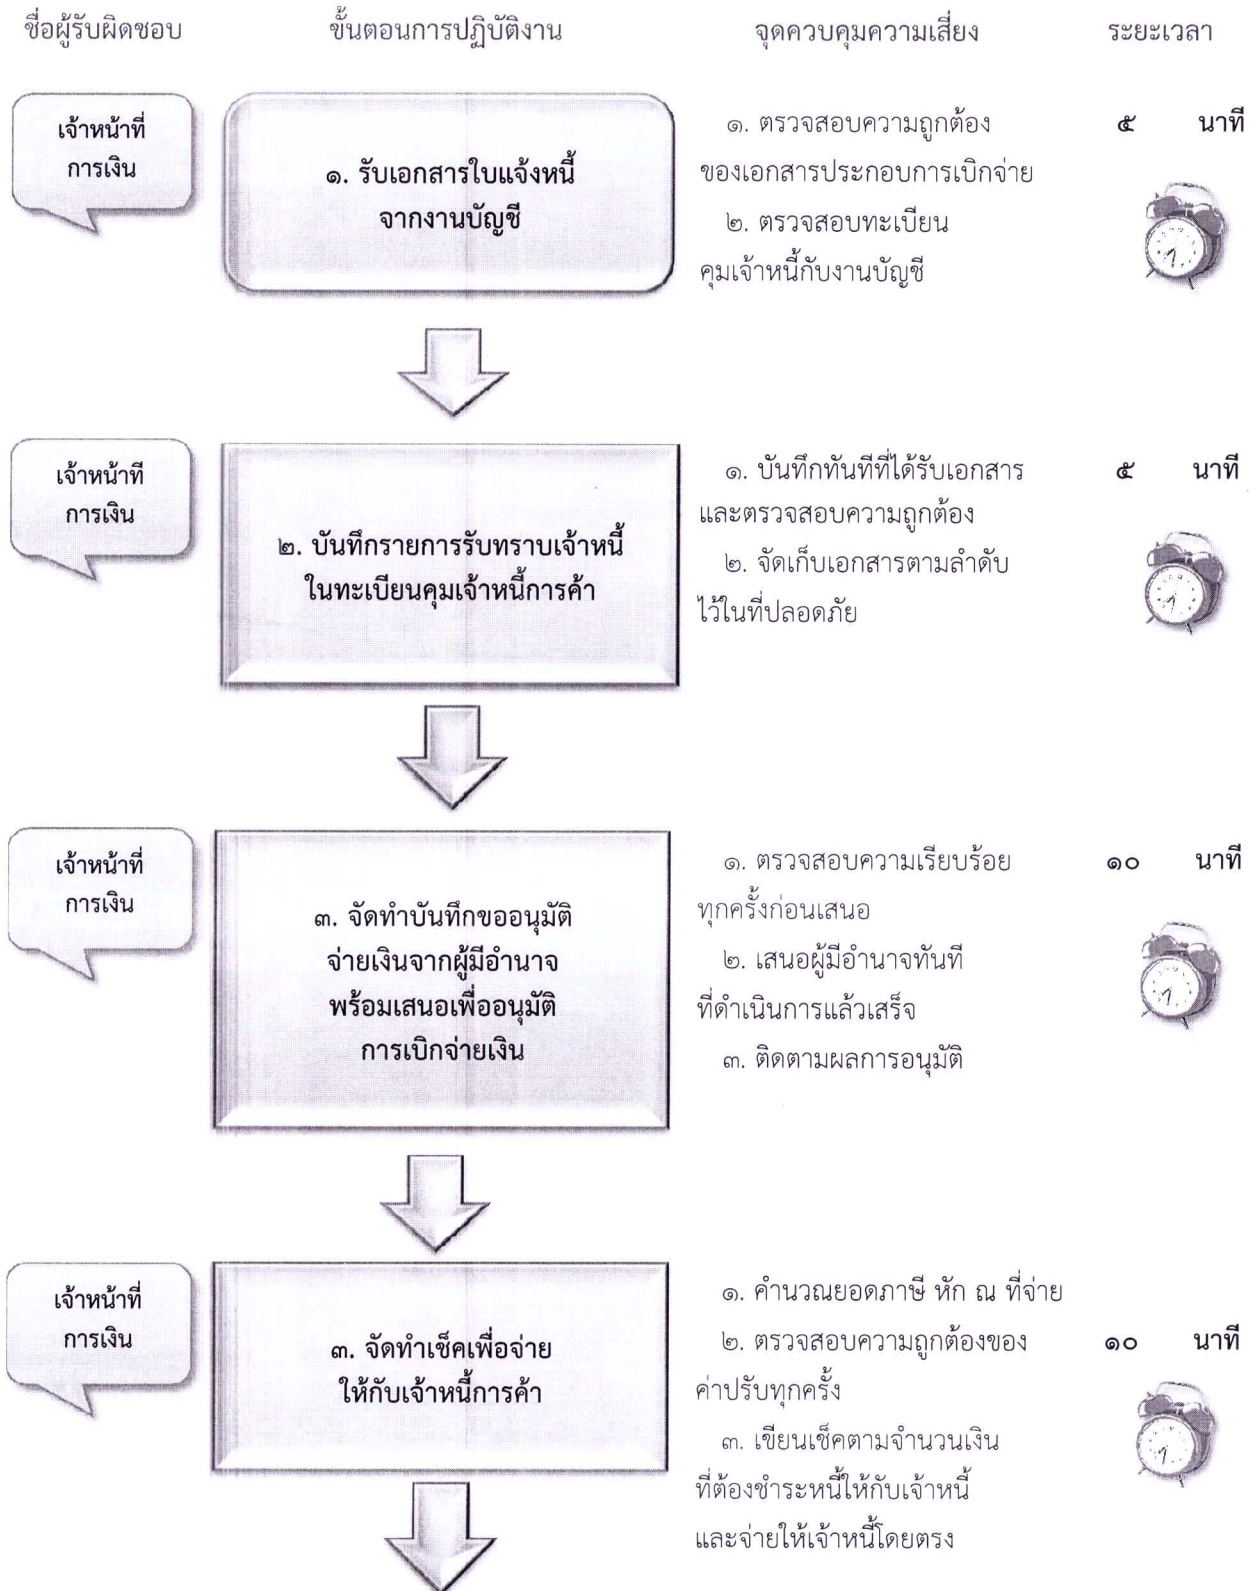 ชื่อผู้รับผิดชอบ ขั้นตอนการปฏิบัติงาน จุดควบคุมความเสี่ยง ระยะเวลา
เจ้าหน้าที่
การเงิน
๑. รับเอกสารใบแจ้งหนี้
จากงานบัญชี
๑. ตรวจสอบความถูกต้อง
ของเอกสารประกอบการเบิกจ่าย
๒. ตรวจสอบทะเบียน
คุมเจ้าหนี้กับงานบัญชี
๕ นาที
เจ้าหน้าที
การเงิน
๒. บันทึกรายการรับทราบเจ้าหนี้
ในทะเบียนคุมเจ้าหนี้การค้า
๑. บันทึกทันทีที่ได้รับเอกสาร
และตรวจสอบความถูกต้อง
๒. จัดเก็บเอกสารตามลำดับ
ไว้ในที่ปลอดภัย
๕ นาที
เจ้าหน้าที่
การเงิน
๓. จัดทำบันทึกขออนุมัติ
จ่ายเงินจากผู้มีอำนาจ
พร้อมเสนอเพื่ออนุมัติ
การเบิกจ่ายเงิน
๑. ตรวจสอบความเรียบร้อย
ทุกครั้งก่อนเสนอ
๒. เสนอผู้มีอำนาจทันที
ที่ดำเนินการแล้วเสร็จ
๓. ติดตามผลการอนุมัติ
๑๐ นาที
เจ้าหน้าที่
การเงิน
๓. จัดทำเช็คเพื่อจ่าย
ให้กับเจ้าหนี้การค้า
๑. คำนวณยอดภาษี หัก ณ ที่จ่าย
๒. ตรวจสอบความถูกต้องของ
ค่าปรับทุกครั้ง
๓. เขียนเช็คตามจำนวนเงิน
ที่ต้องชำระหนี้ให้กับเจ้าหนี้
และจ่ายให้เจ้าหนี้โดยตรง
๑๐ นาที